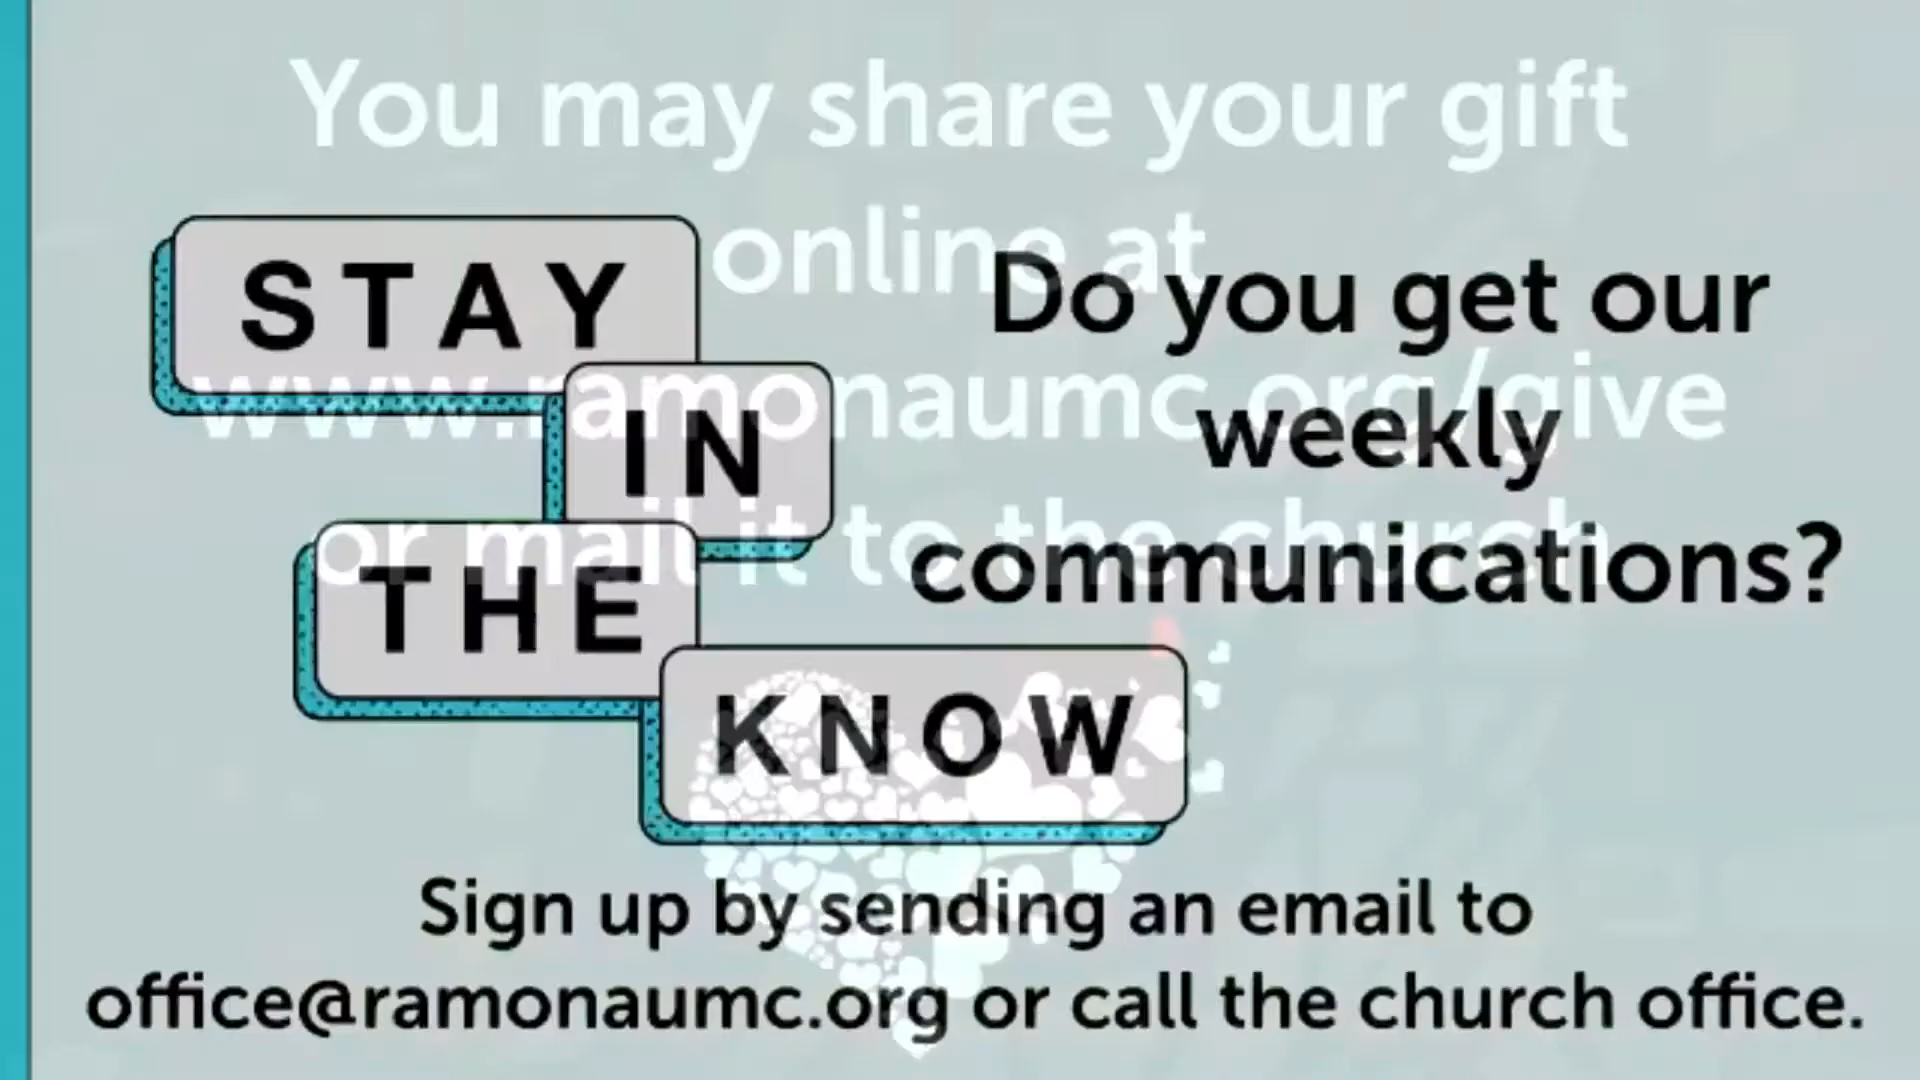 You may share your gift
online at
www.ramonaumc.org/give
or mail it to the church
STAY
IN
THE
KNOW
Do you get our
weekly
communications?
Sign up by sending an email to
office@ramonaumc.org or call the church office.